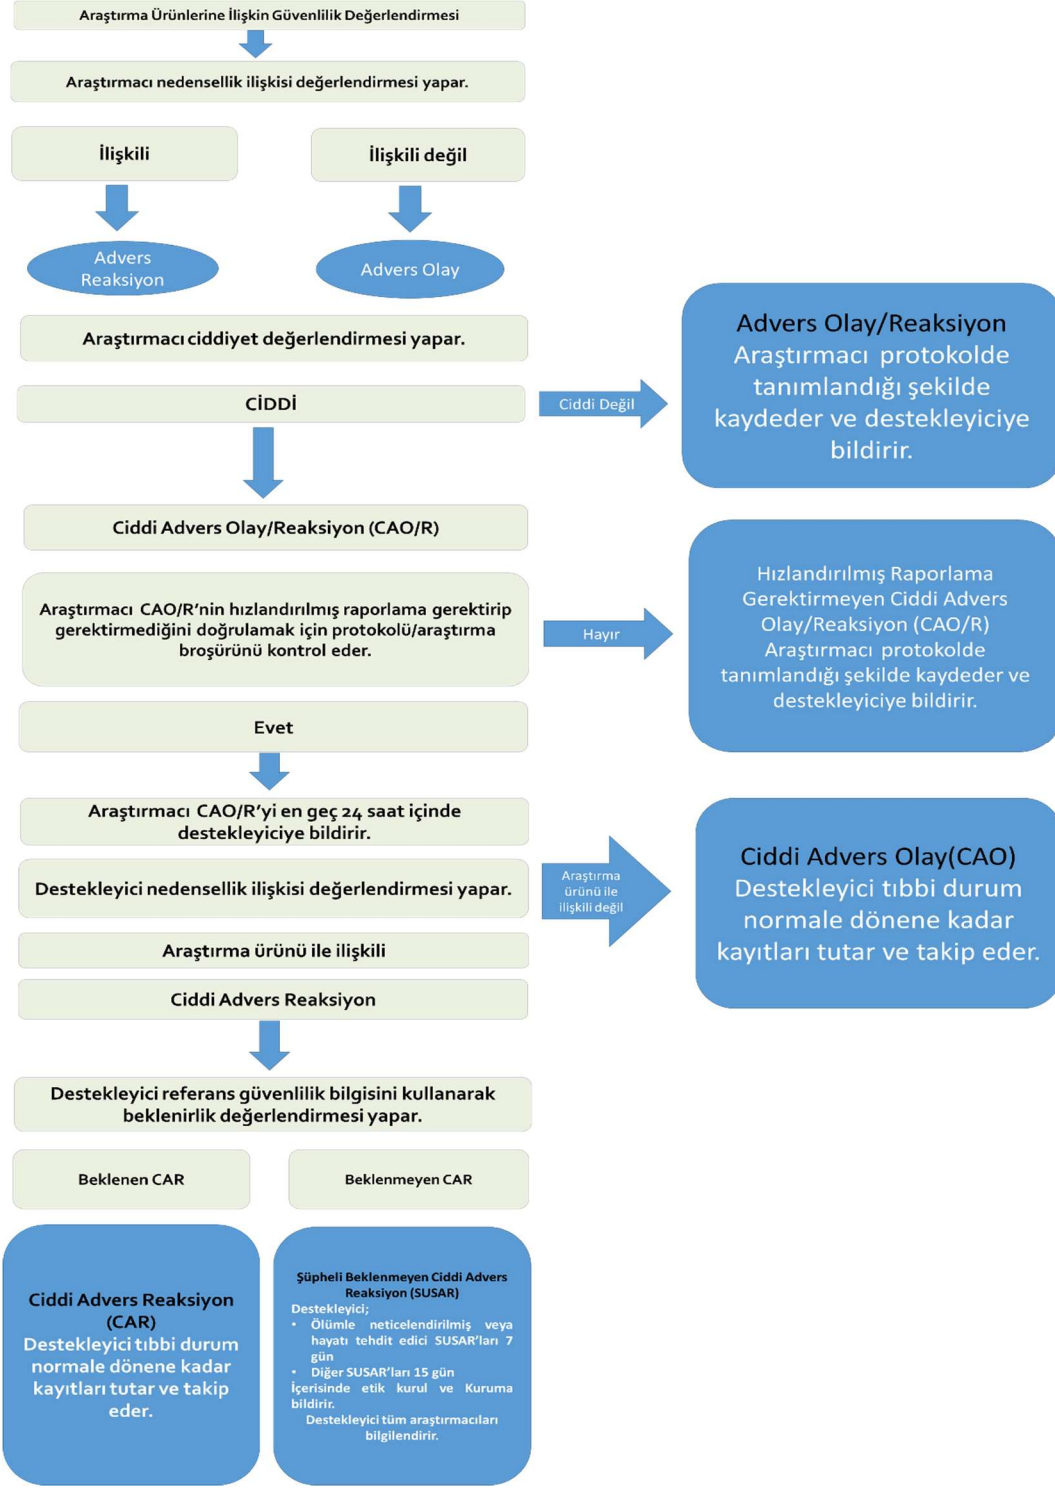 Araştırma Ürünlerine İlişkin Güvenlilik Değerlendirmesi
Araştırmacı nedensellik ilişkisi değerlendirmesi yapar.
İlişkili
İlişkili değil
Advers
Reaksiyon
Advers Olay
Araştırmacı ciddiyet değerlendirmesi yapar.
CİDDİ
Ciddi Değil
Advers Olay/Reaksiyon
Araştırmacı protokolde
tanımlandığı şekilde
kaydeder ve destekleyiciye
bildirir.
Ciddi Advers Olay/Reaksiyon (CAO/R)
Araştırmacı CAO/R’nin hızlandırılmış raporlama gerektirip
gerektirmediğini doğrulamak için protokolü/araştırma
broşürünü kontrol eder.
Hayır
Hızlandırılmış Raporlama
Gerektirmeyen Ciddi Advers
Olay/Reaksiyon (CAO/R)
Araştırmacı protokolde
tanımlandığı şekilde kaydeder ve
destekleyiciye bildirir.
Evet
Araştırmacı CAO/R’yi en geç 24 saat içinde
destekleyiciye bildirir.
Destekleyici nedensellik ilişkisi değerlendirmesi yapar.
Araştırma
ürünü ile
ilişkili değil
Ciddi Advers Olay(CAO)
Destekleyici tıbbi durum
normale dönene kadar
kayıtları tutar ve takip eder.
Araştırma ürünü ile ilişkili
Ciddi Advers Reaksiyon
Destekleyici referans güvenlilik bilgisini kullanarak
beklenirlik değerlendirmesi yapar.
Beklenen CAR
Beklenmeyen CAR
Ciddi Advers Reaksiyon
(CAR)
Destekleyici tıbbi durum
normale dönene kadar
kayıtları tutar ve takip
eder.
Şüpheli Beklenmeyen Ciddi Advers
Reaksiyon (SUSAR)
Destekleyici;
• Ölümle neticelendirilmiş veya
hayatı tehdit edici SUSAR’ları 7
gün
• Diğer SUSAR’ları 15 gün
İçerisinde etik kurul ve Kuruma
bildirir.
Destekleyici tüm araştırmacıları
bilgilendirir.